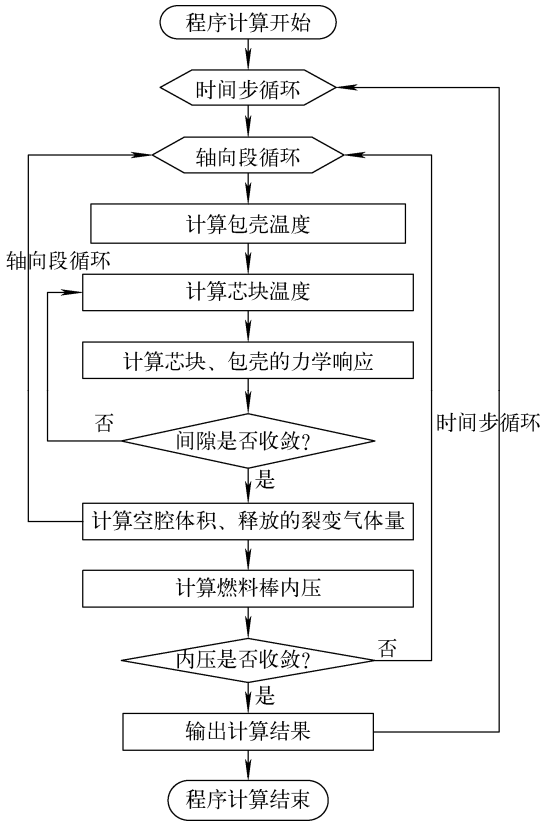 程序计算开始
时间步循环
轴向段循环
计算包壳温度
轴向段循环
计算芯块温度
计算芯块、包壳的力学响应
否
间隙是否收敛?
时间步循环
是
计算空腔体积、释放的裂变气体量
计算燃料棒内压
否
内压是否收敛?
是
输出计算结果
程序计算结束